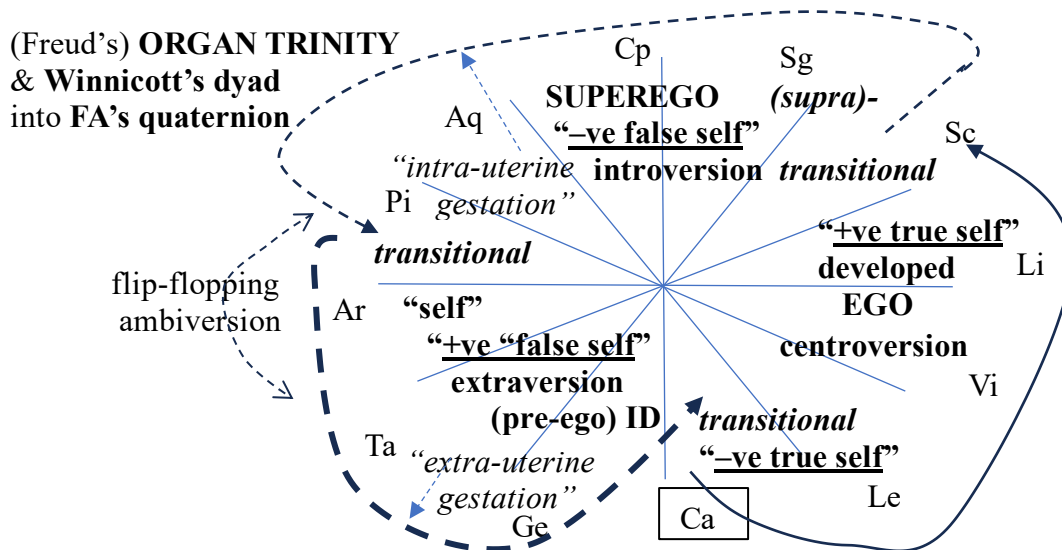 (Freud’s) ORGAN TRINITY
& Winnicott’s dyad
into FA’s quaternion
Cp
Sg
SUPEREGO
(supra)-
Aq
“–ve false self”
Sc
“intra-uterine
introversion
transitional
gestation”
Pi
transitional
“+ve true self”
developed
Li
EGO
flip-flopping
ambiversion
Ar
“self”
“+ve “false self”
extraversion
(pre-ego) ID
centroversion
Vi
transitional
“–ve true self”
Ta
“extra-uterine
gestation”
Ge
Ca
Le